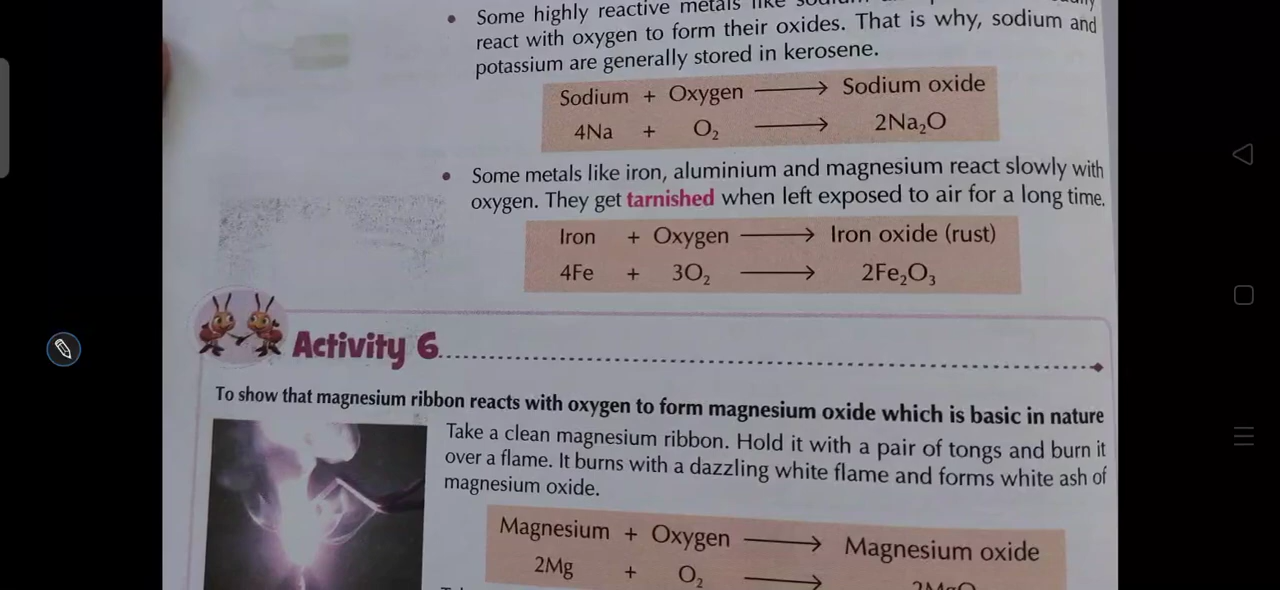 Some highly reactive metals like
react with oxygen to form their oxides. That is why, sodium and
potassium are generally stored in kerosene.
Sodium + Oxygen ⟶ Sodium oxide
4Na + O₂ ⟶ 2Na₂O
Some metals like iron, aluminium and magnesium react slowly with
oxygen. They get tarnished when left exposed to air for a long time.
Iron + Oxygen ⟶ Iron oxide (rust)
4Fe + 3O₂ ⟶ 2Fe₂O₃
Activity 6
To show that magnesium ribbon reacts with oxygen to form magnesium oxide which is basic in nature
Take a clean magnesium ribbon. Hold it with a pair of tongs and burn it
over a flame. It burns with a dazzling white flame and forms white ash of
magnesium oxide.
Magnesium + Oxygen ⟶ Magnesium oxide
2Mg + O₂ ⟶